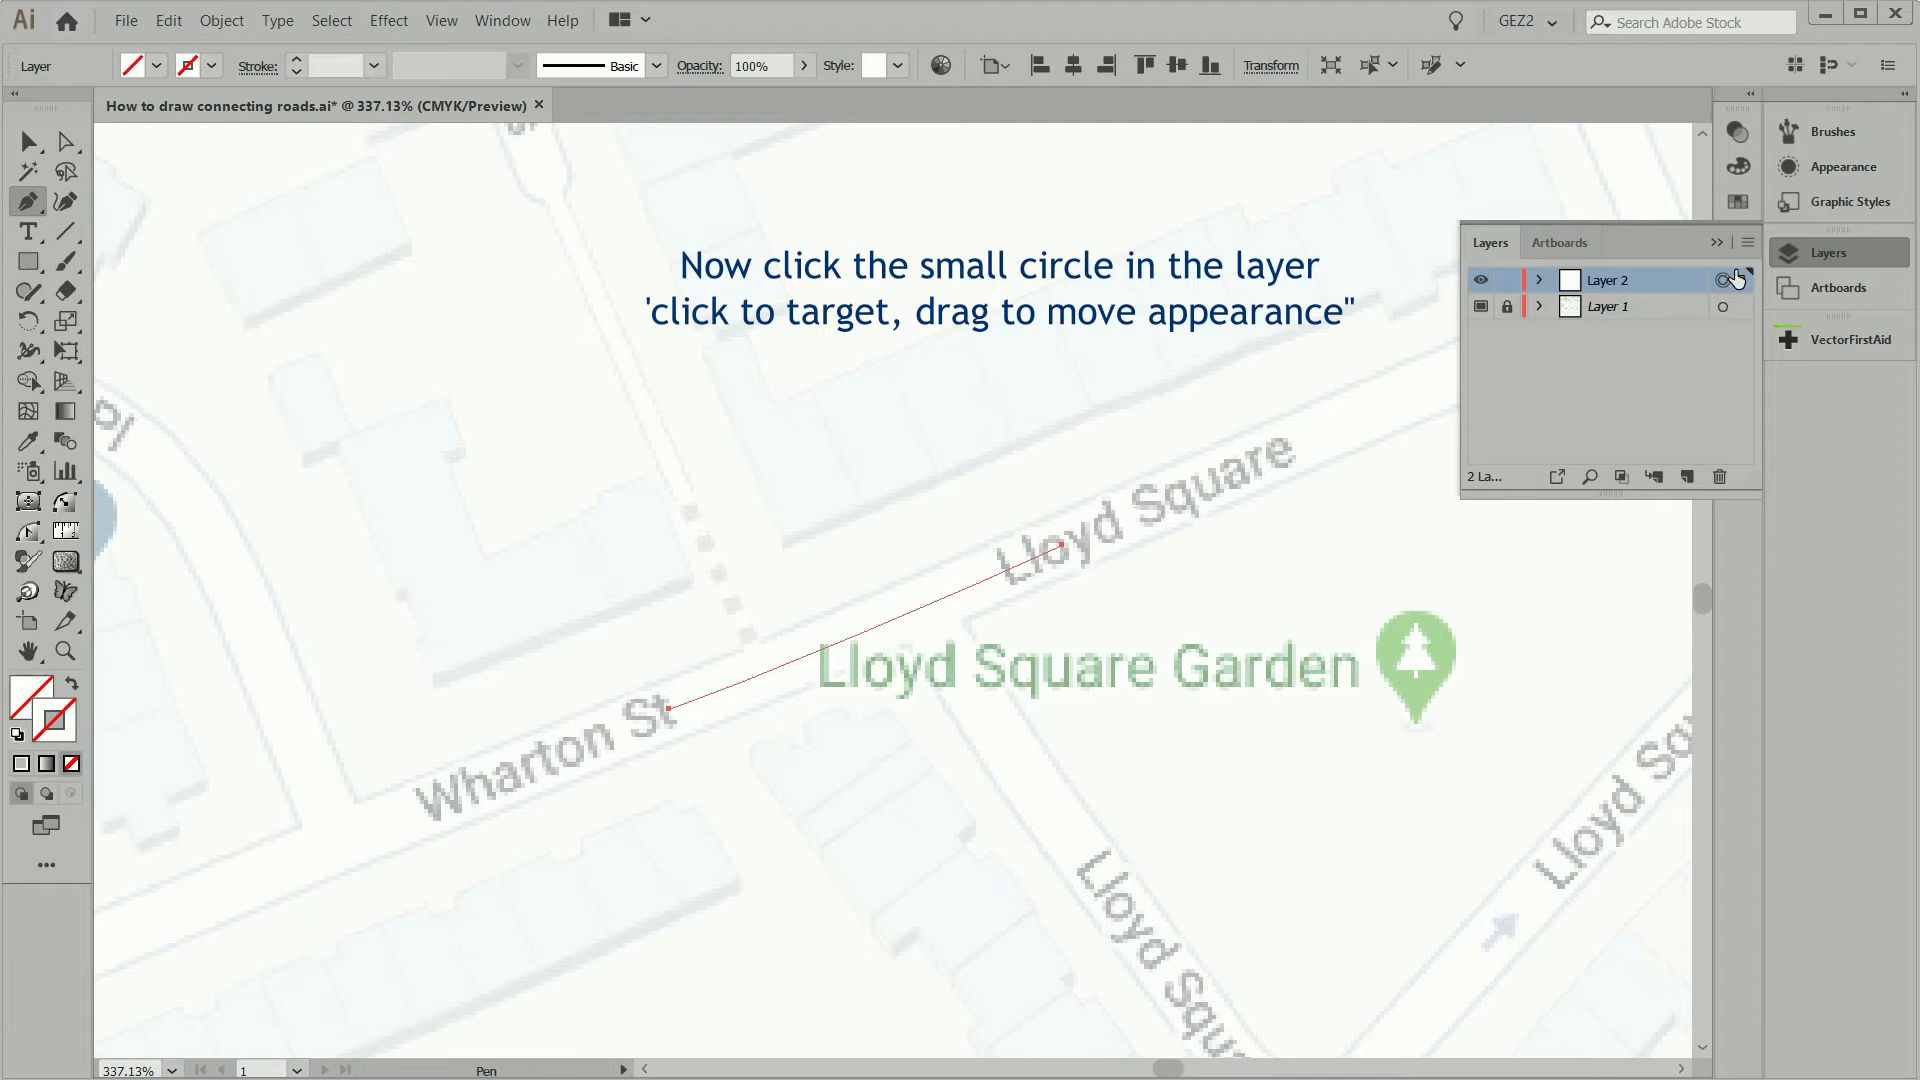 Ai File Edit Object Type Select Effect View Window Help GEZ2 Search Adobe Stock
Layer Stroke: Basic Opacity: 100% Style: Transform
How to draw connecting roads.ai* @ 337.13% (CMYK/Preview)
Brushes
Appearance
Graphic Styles
Layers
Artboards
VectorFirstAid
Layers Artboards
Layer 2
Layer 1
2 La...
Now click the small circle in the layer
'click to target, drag to move appearance"
Lloyd Square
Lloyd Square Garden
Wharton St
Lloyd Squ
Lloyd Squ
337.13% 1 Pen